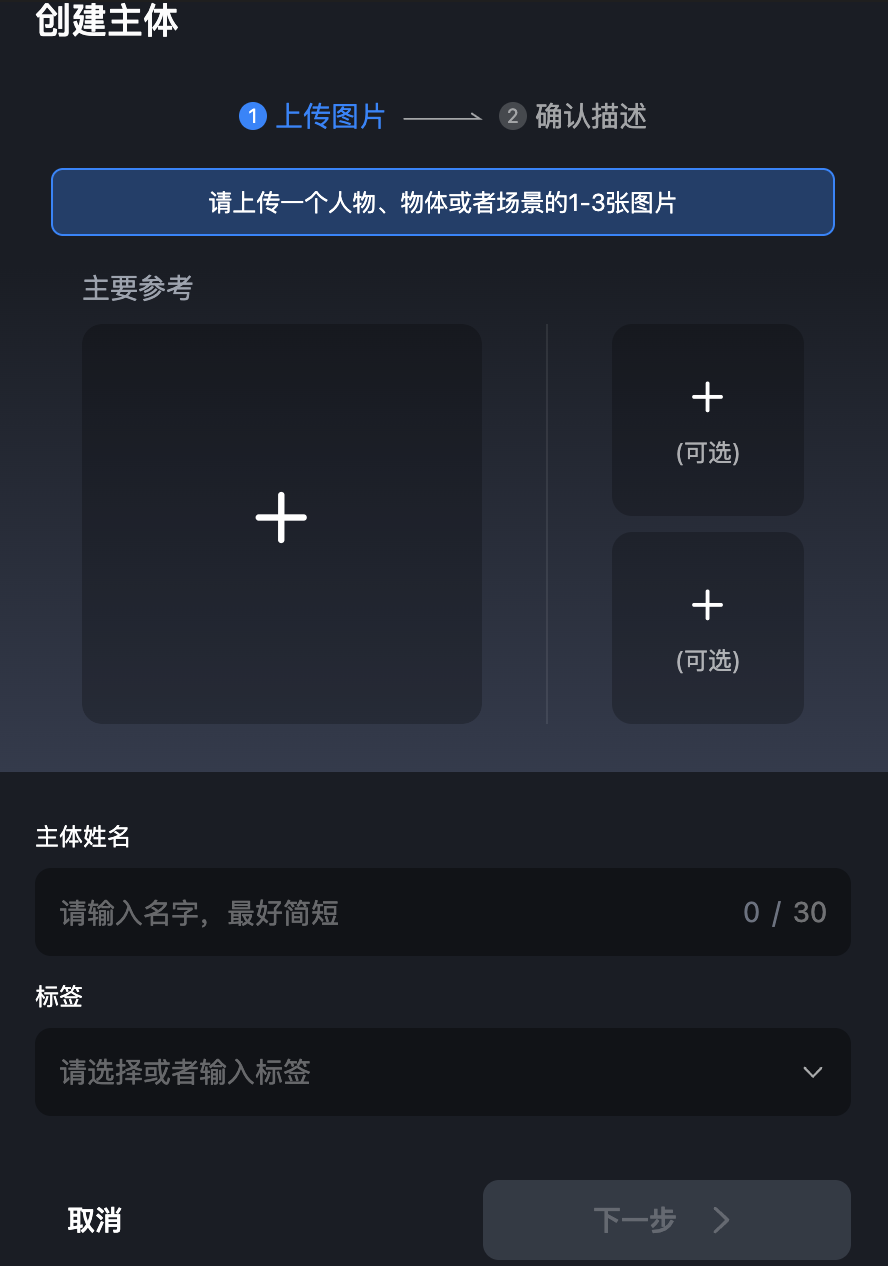 创建主体
1 上传图片 2 确认描述
请上传一个人物、物体或者场景的1-3张图片
主要参考
(可选)
(可选)
主体姓名
请输入名字，最好简短 0 / 30
标签
请选择或者输入标签
取消 下一步